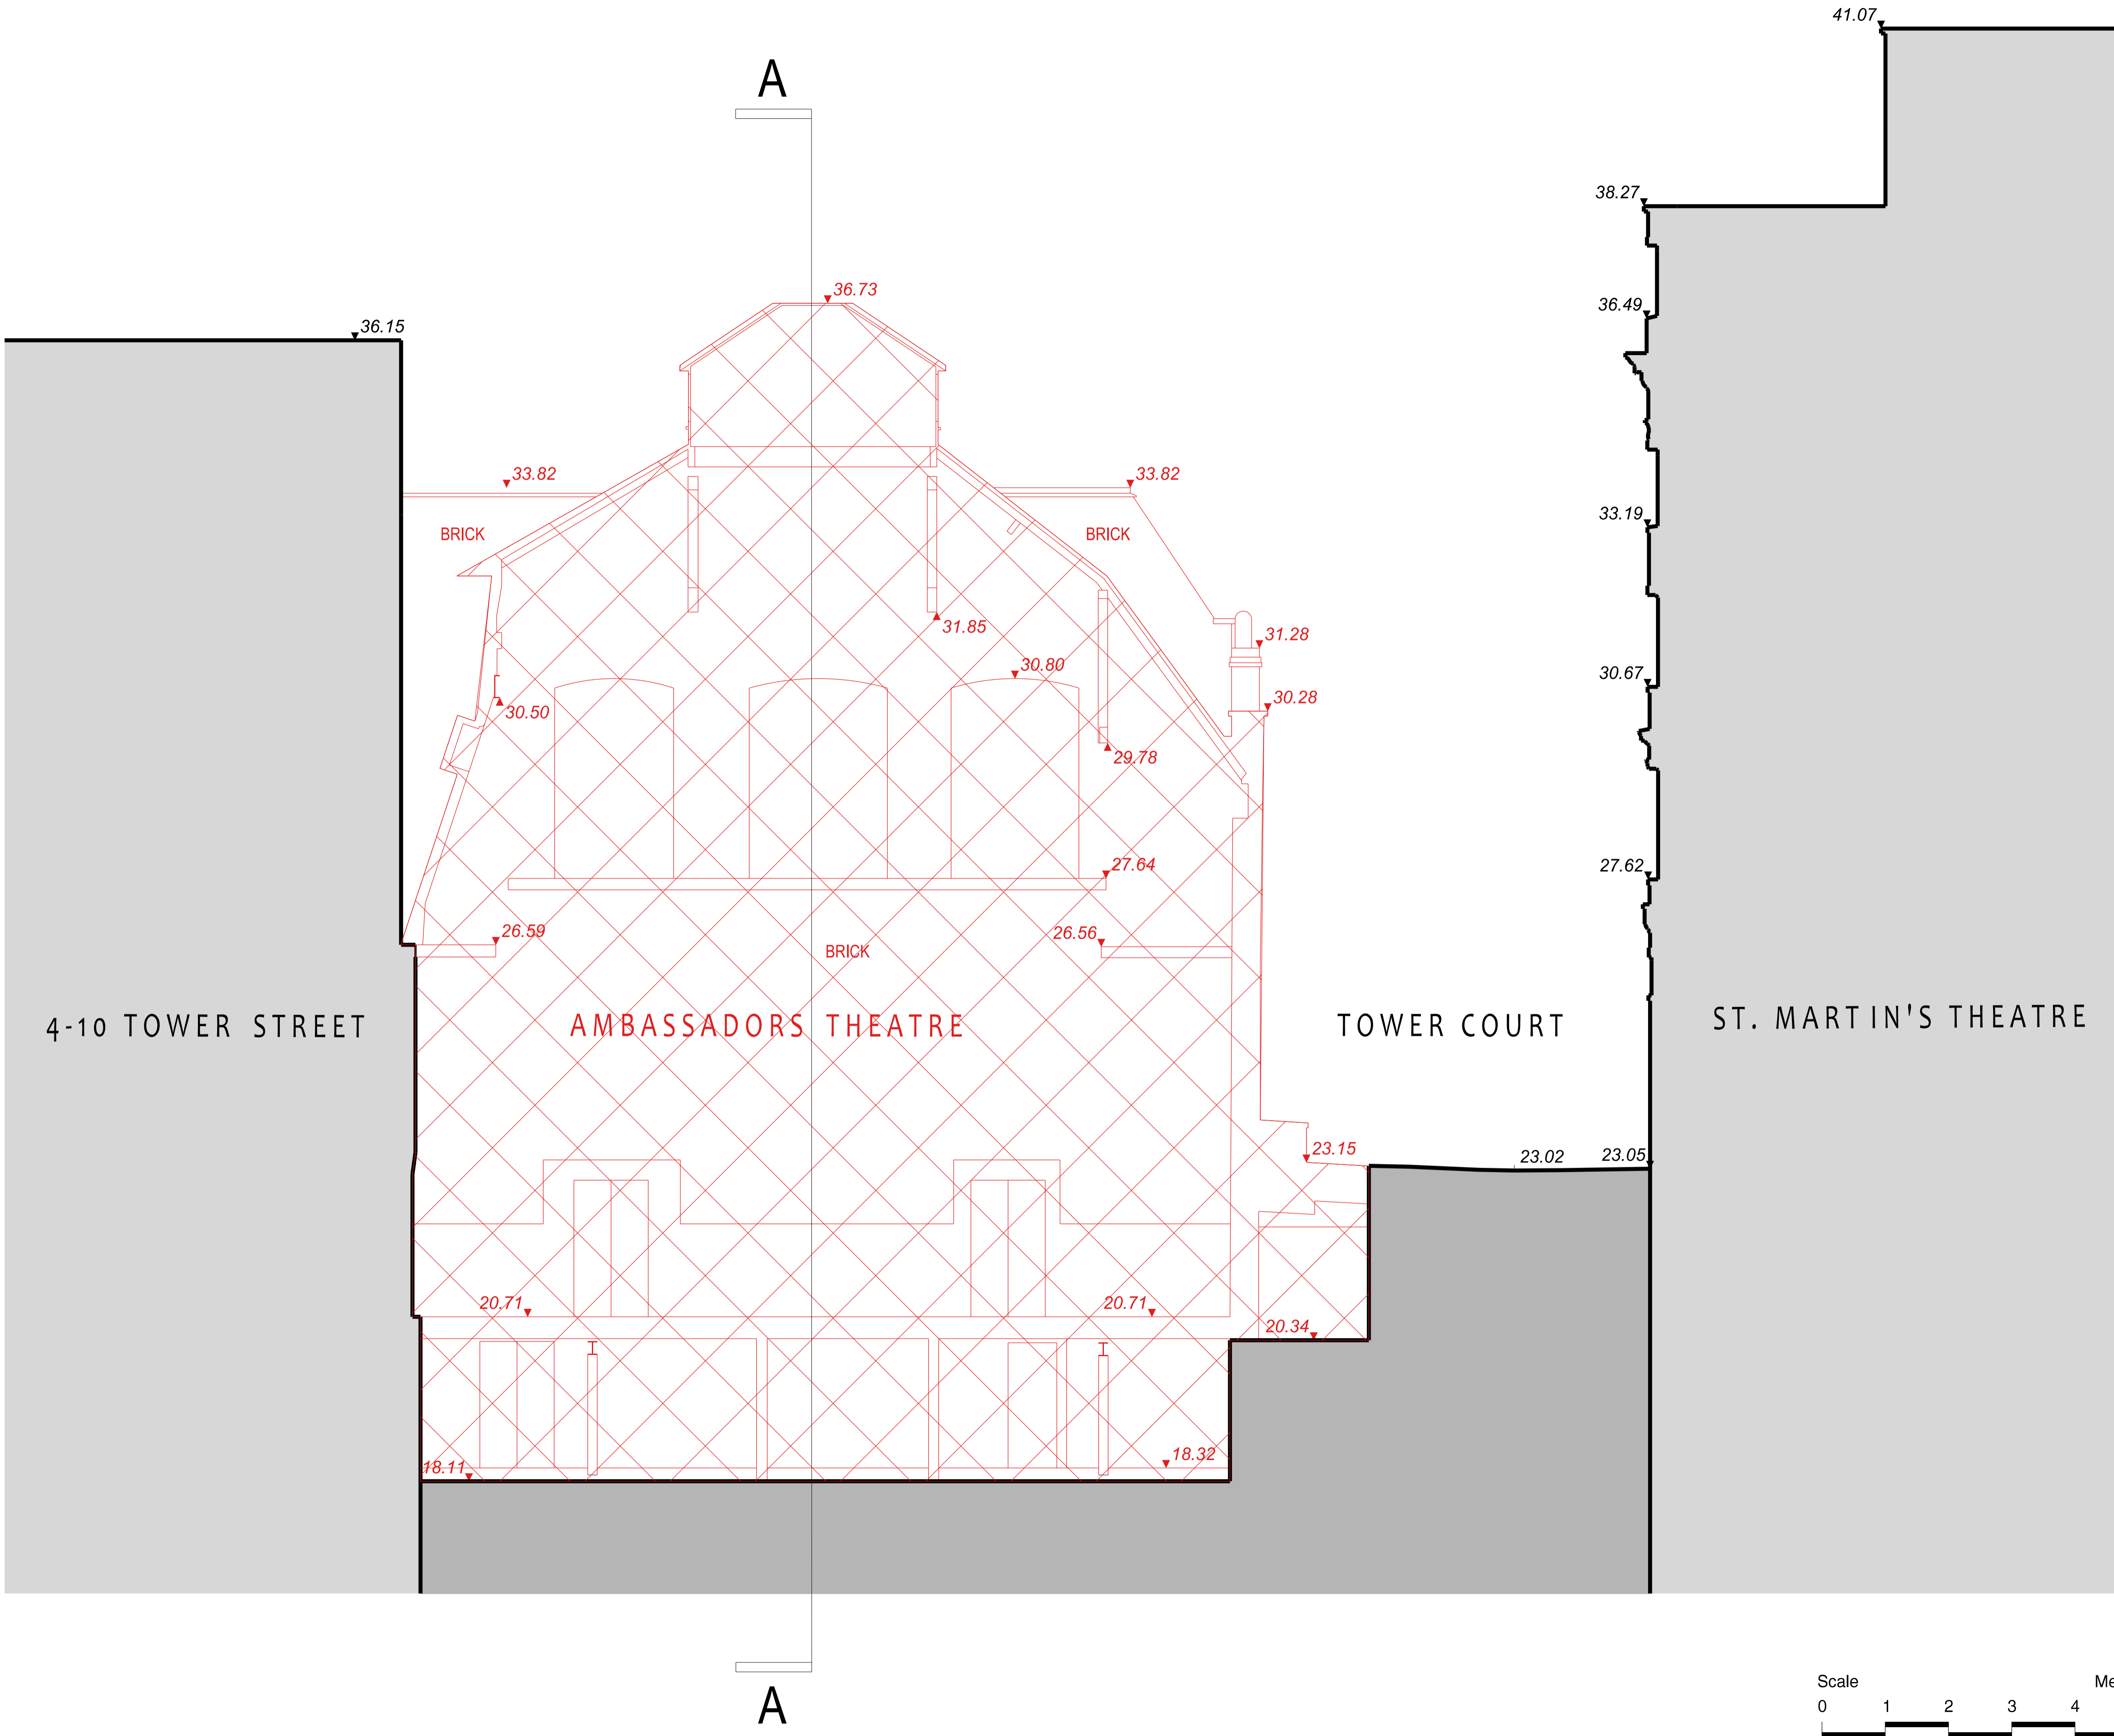 41.07
A
38.27
36.73
36.49
36.15
33.82
33.82
33.19
BRICK
BRICK
31.85
31.28
30.80
30.67
30.50
30.28
29.78
27.64
27.62
26.59
26.56
BRICK
4-10 TOWER STREET
AMBASSADORS THEATRE
TOWER COURT
ST. MARTIN'S THEATRE
23.15
23.02
23.05
20.71
20.71
20.34
18.11
18.32
A
Scale
0 1 2 3 4